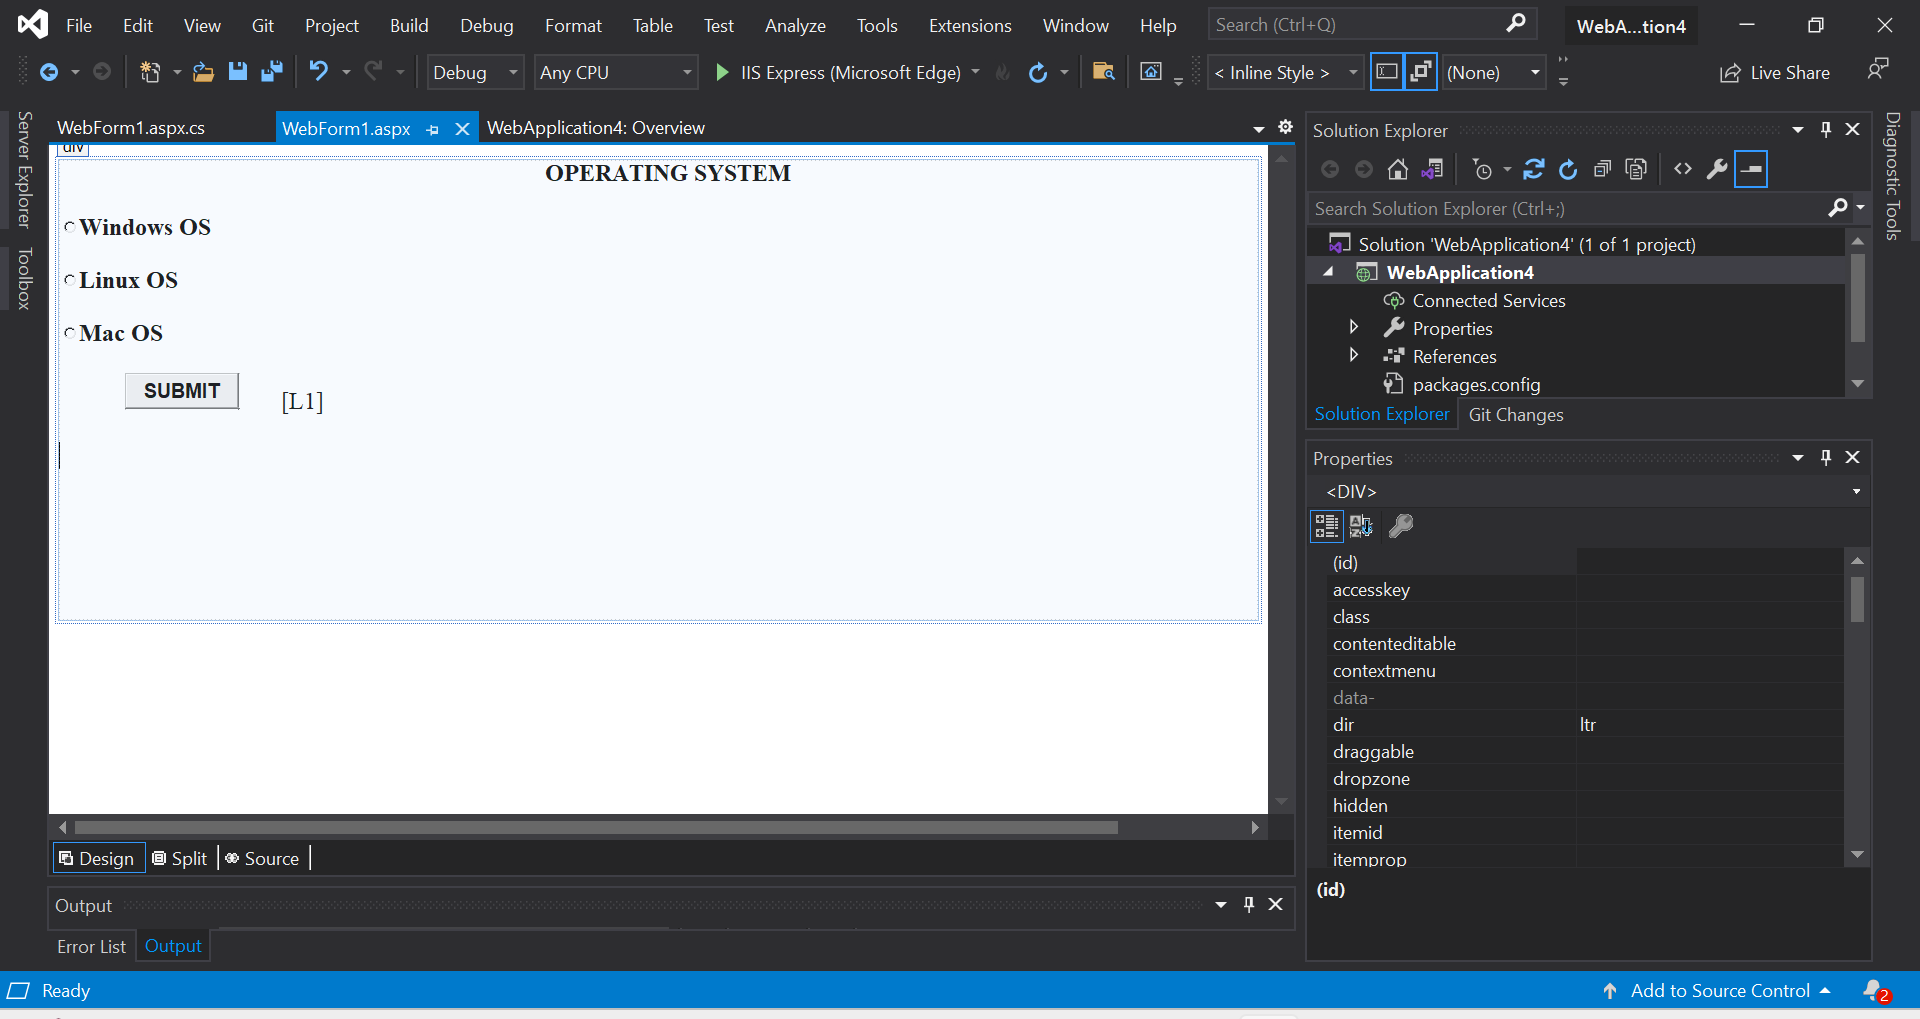 File Edit View Git Project Build Debug Format Table Test Analyze Tools Extensions Window Help Search (Ctrl+Q) WebA...tion4
Debug Any CPU IIS Express (Microsoft Edge) < Inline Style > (None) Live Share
Server Explorer
Toolbox
WebForm1.aspx.cs WebForm1.aspx WebApplication4: Overview
div
OPERATING SYSTEM
Windows OS
Linux OS
Mac OS
SUBMIT [L1]
Design Split Source
Output
Error List Output
Solution Explorer
Search Solution Explorer (Ctrl+;)
Solution 'WebApplication4' (1 of 1 project)
WebApplication4
Connected Services
Properties
References
packages.config
Solution Explorer Git Changes
Properties
<DIV>
(id)
accesskey
class
contenteditable
contextmenu
data-
dir ltr
draggable
dropzone
hidden
itemid
itemprop
(id)
Diagnostic Tools
Ready Add to Source Control 2